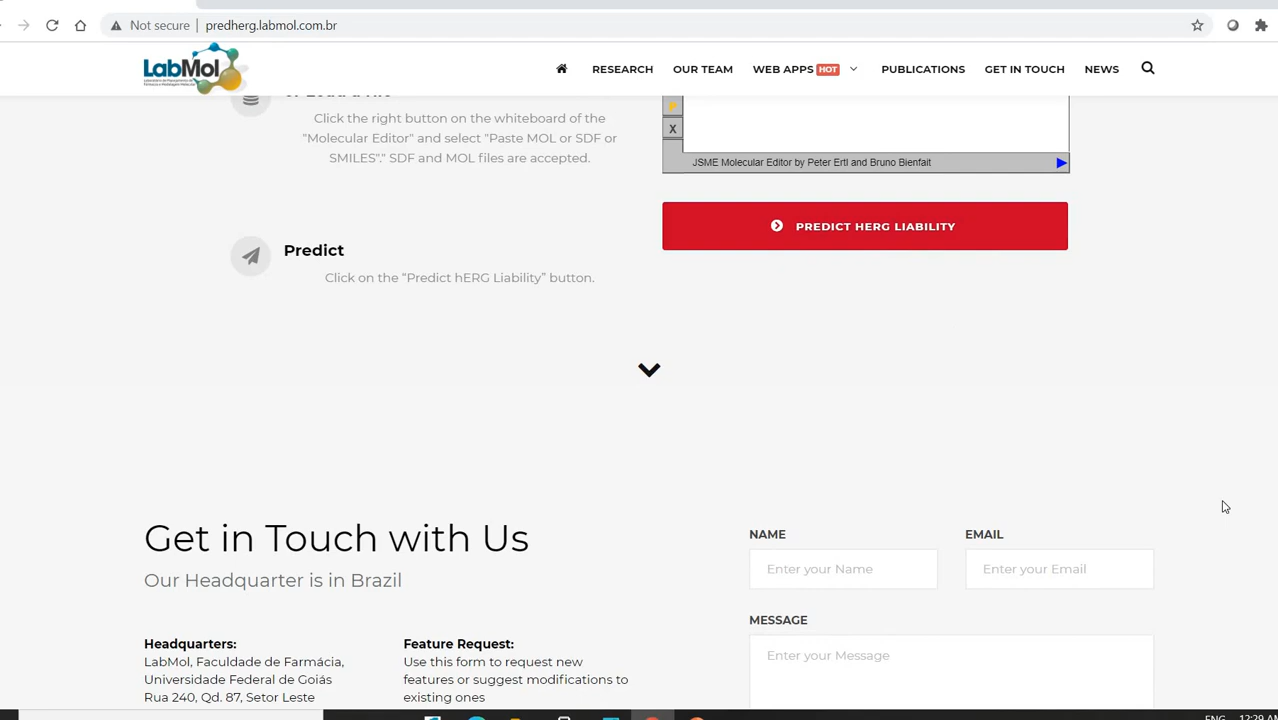 Not secure | predherg.labmol.com.br
LabMol
RESEARCH
OUR TEAM
WEB APPS HOT
PUBLICATIONS
GET IN TOUCH
NEWS
Click the right button on the whiteboard of the
"Molecular Editor" and select "Paste MOL or SDF or
SMILES"." SDF and MOL files are accepted.
X
JSME Molecular Editor by Peter Ertl and Bruno Bienfait
PREDICT HERG LIABILITY
Predict
Click on the “Predict hERG Liability” button.
Get in Touch with Us
Our Headquarter is in Brazil
NAME
EMAIL
Enter your Name
Enter your Email
MESSAGE
Enter your Message
Headquarters:
LabMol, Faculdade de Farmácia,
Universidade Federal de Goiás
Rua 240, Qd. 87, Setor Leste
Feature Request:
Use this form to request new
features or suggest modifications to
existing ones
ENG
12:29 AM